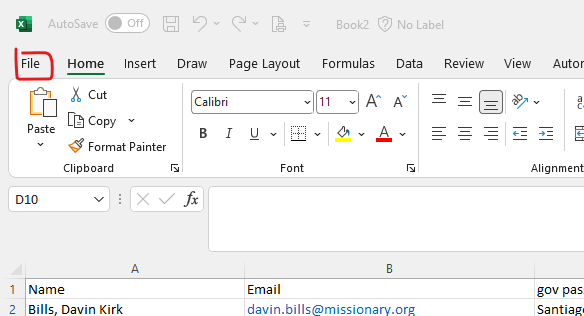 AutoSave Off Book2 No Label
File Home Insert Draw Page Layout Formulas Data Review View
Paste
Cut
Copy
Format Painter
Calibri 11 A A
B I U A
Clipboard Font Alignment
D10 fx
A B
1 Name Email gov pas
2 Bills, Davin Kirk davin.bills@missionary.org Santiago